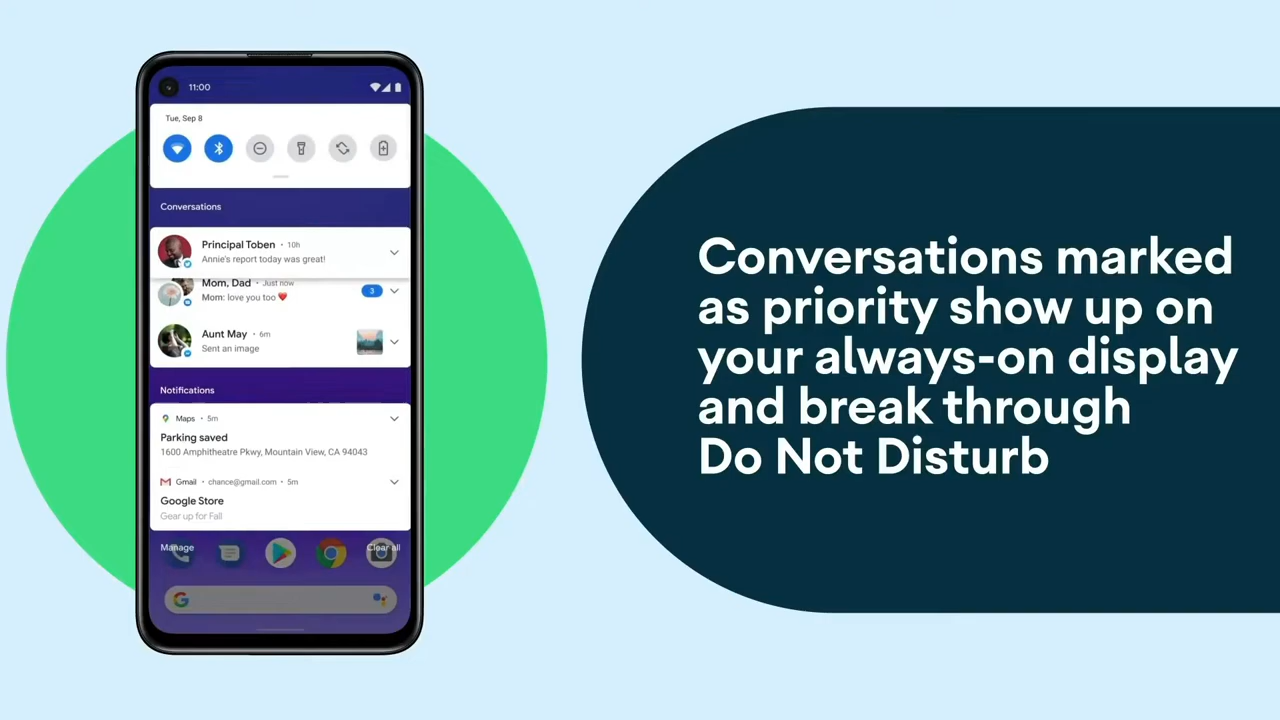 11:00
Tue, Sep 8
Conversations
Principal Toben • 10h
Annie's report today was great!
Mom, Dad • Just now
Mom: love you too ❤️
3
Aunt May • 6m
Sent an image
Notifications
Maps • 5m
Parking saved
1600 Amphitheatre Pkwy, Mountain View, CA 94043
Gmail • chance@gmail.com • 5m
Google Store
Gear up for Fall
Manage
Clear all
G
Conversations marked
as priority show up on
your always-on display
and break through
Do Not Disturb